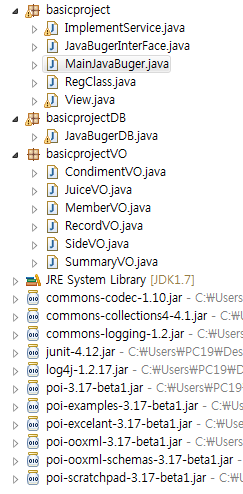 basicproject
ImplementService.java
JavaBugerInterFace.java
MainJavaBuger.java
RegClass.java
View.java
basicprojectDB
JavaBugerDB.java
basicprojectVO
CondimentVO.java
JuiceVO.java
MemberVO.java
RecordVO.java
SideVO.java
SummaryVO.java
JRE System Library [JDK1.7]
commons-codec-1.10.jar - C:₩Users
commons-collections4-4.1.jar - C:₩
commons-logging-1.2.jar - C:₩User
junit-4.12.jar - C:₩Users₩PC19₩Des
log4j-1.2.17.jar - C:₩Users₩PC19₩D
poi-3.17-beta1.jar - C:₩Users₩PC19
poi-examples-3.17-beta1.jar - C:₩U
poi-excelant-3.17-beta1.jar - C:₩Us
poi-ooxml-3.17-beta1.jar - C:₩User
poi-ooxml-schemas-3.17-beta1.jar -
poi-scratchpad-3.17-beta1.jar - C:₩